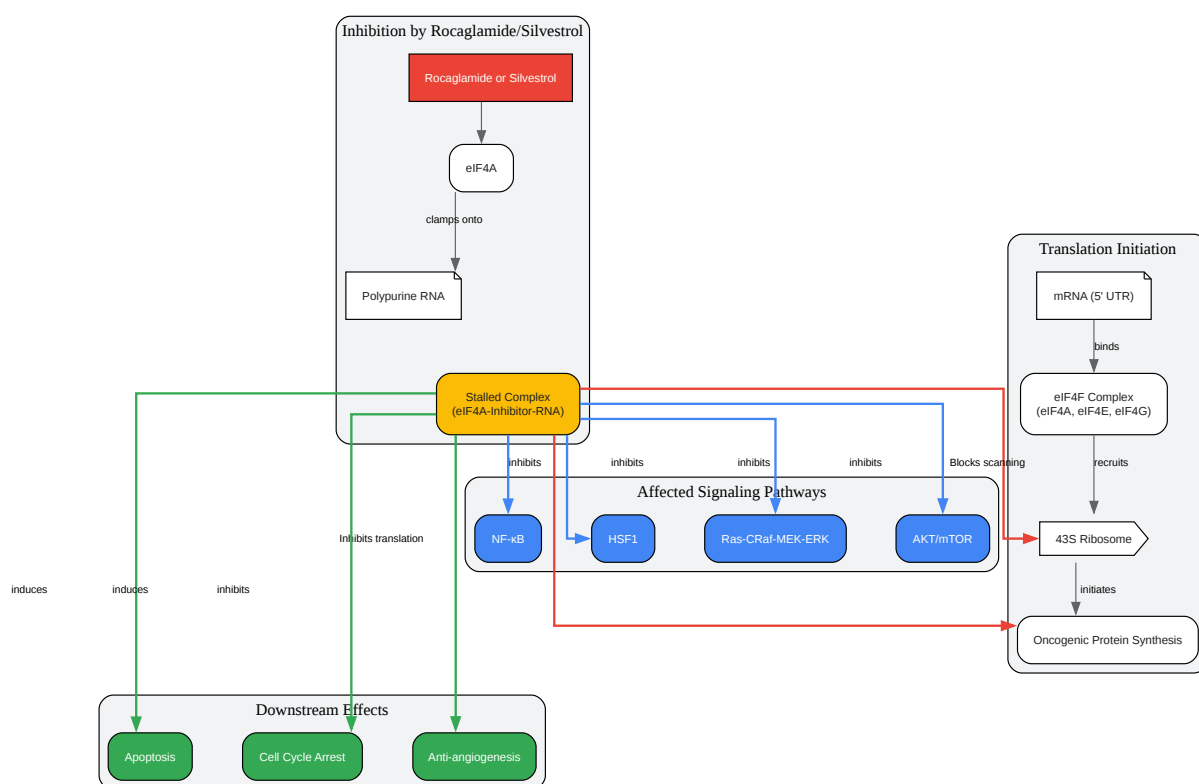 Inhibition by Rocaglamide/Silvestrol
Rocaglamide or Silvestrol
eIF4A
clamps onto
Polypurine RNA
Stalled Complex
(eIF4A-Inhibitor-RNA)
Translation Initiation
mRNA (5' UTR)
binds
eIF4F Complex
(eIF4A, eIF4E, eIF4G)
recruits
43S Ribosome
initiates
Oncogenic Protein Synthesis
inhibits
inhibits
inhibits
inhibits
Blocks scanning
Affected Signaling Pathways
NF-κB
HSF1
Ras-CRaf-MEK-ERK
AKT/mTOR
Inhibits translation
induces
induces
inhibits
Downstream Effects
Apoptosis
Cell Cycle Arrest
Anti-angiogenesis